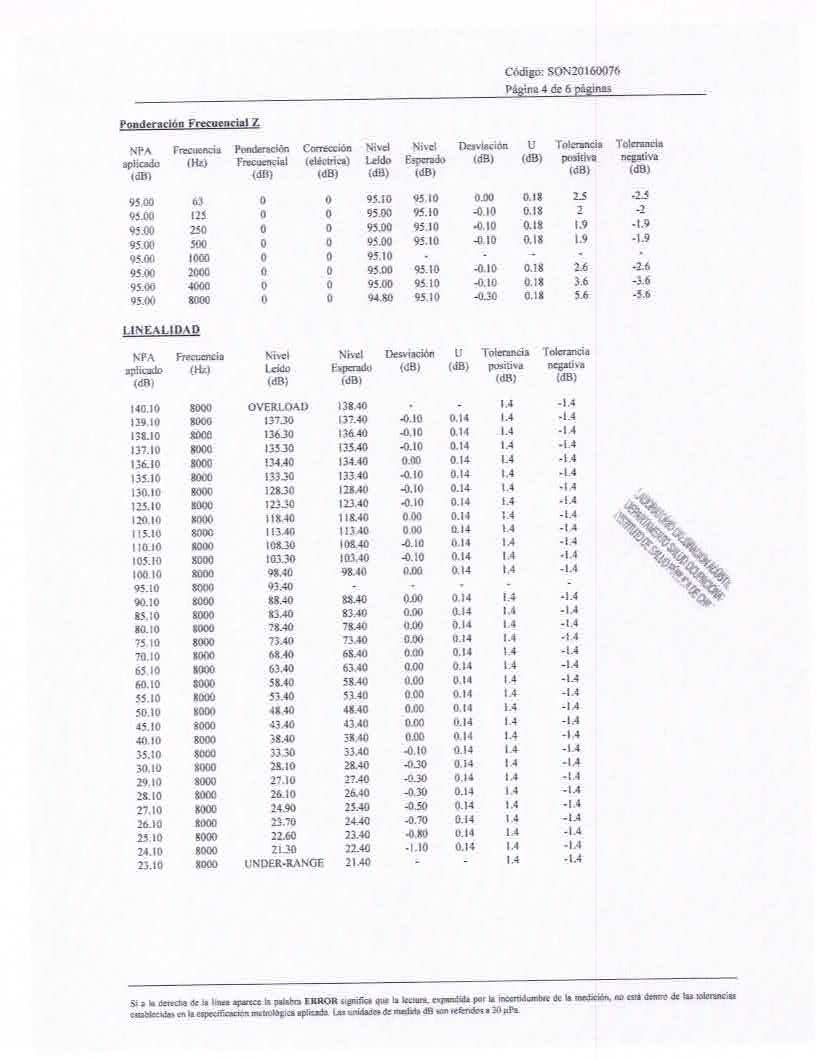 Código: SON20160076
Página 4 de 6 páginas
Ponderación Frecuencial Z
NPA aplicado (dB) Frecuencia (Hz) Ponderación Frecuencial (dB) Corrección (eléctrica) (dB) Nivel Leído (dB) Nivel Esperado (dB) Desviación (dB) U (dB) Tolerancia positiva (dB) Tolerancia negativa (dB)
95.00 63 0 0 95.10 95.10 0.00 0.18 2.5 -2.5
95.00 125 0 0 95.00 95.10 -0.10 0.18 2 -2
95.00 250 0 0 95.00 95.10 -0.10 0.18 1.9 -1.9
95.00 500 0 0 95.00 95.10 -0.10 0.18 1.9 -1.9
95.00 1000 0 0 95.10 - - - - -
95.00 2000 0 0 95.00 95.10 -0.10 0.18 2.6 -2.6
95.00 4000 0 0 95.00 95.10 -0.10 0.18 3.6 -3.6
95.00 8000 0 0 94.80 95.10 -0.30 0.18 5.6 -5.6
LINEALIDAD
NPA aplicado (dB) Frecuencia (Hz) Nivel Leído (dB) Nivel Esperado (dB) Desviación (dB) U (dB) Tolerancia positiva (dB) Tolerancia negativa (dB)
140.10 8000 OVERLOAD 138.40 - - 1.4 -1.4
139.10 8000 137.30 137.40 -0.10 0.14 1.4 -1.4
138.10 8000 136.30 136.40 -0.10 0.14 1.4 -1.4
137.10 8000 135.30 135.40 -0.10 0.14 1.4 -1.4
136.10 8000 134.40 134.40 0.00 0.14 1.4 -1.4
135.10 8000 133.30 133.40 -0.10 0.14 1.4 -1.4
130.10 8000 128.30 128.40 -0.10 0.14 1.4 -1.4
125.10 8000 123.30 123.40 -0.10 0.14 1.4 -1.4
120.10 8000 118.40 118.40 0.00 0.14 1.4 -1.4
115.10 8000 113.40 113.40 0.00 0.14 1.4 -1.4
110.10 8000 108.30 108.40 -0.10 0.14 1.4 -1.4
105.10 8000 103.30 103.40 -0.10 0.14 1.4 -1.4
100.10 8000 98.40 98.40 0.00 0.14 1.4 -1.4
95.10 8000 93.40 - - - - -
90.10 8000 88.40 88.40 0.00 0.14 1.4 -1.4
85.10 8000 83.40 83.40 0.00 0.14 1.4 -1.4
80.10 8000 78.40 78.40 0.00 0.14 1.4 -1.4
75.10 8000 73.40 73.40 0.00 0.14 1.4 -1.4
70.10 8000 68.40 68.40 0.00 0.14 1.4 -1.4
65.10 8000 63.40 63.40 0.00 0.14 1.4 -1.4
60.10 8000 58.40 58.40 0.00 0.14 1.4 -1.4
55.10 8000 53.40 53.40 0.00 0.14 1.4 -1.4
50.10 8000 48.40 48.40 0.00 0.14 1.4 -1.4
45.10 8000 43.40 43.40 0.00 0.14 1.4 -1.4
40.10 8000 38.40 38.40 0.00 0.14 1.4 -1.4
35.10 8000 33.30 33.40 -0.10 0.14 1.4 -1.4
30.10 8000 28.10 28.40 -0.30 0.14 1.4 -1.4
29.10 8000 27.10 27.40 -0.30 0.14 1.4 -1.4
28.10 8000 26.10 26.40 -0.30 0.14 1.4 -1.4
27.10 8000 24.90 25.40 -0.50 0.14 1.4 -1.4
26.10 8000 23.70 24.40 -0.70 0.14 1.4 -1.4
25.10 8000 22.60 23.40 -0.80 0.14 1.4 -1.4
24.10 8000 21.30 22.40 -1.10 0.14 1.4 -1.4
23.10 8000 UNDER-RANGE 21.40 - - 1.4 -1.4
DEPARTAMENTO SALUD OCUPACIONAL
INSTITUTO DE SALUD PÚBLICA DE
Si a la derecha de la línea aparece la palabra ERROR significa que la lectura, expandida por la incertidumbre de la medición, no está dentro de las tolerancias
establecidas en la especificación metrológica aplicada. Las unidades de medida dB son referidos a 20 µPa.